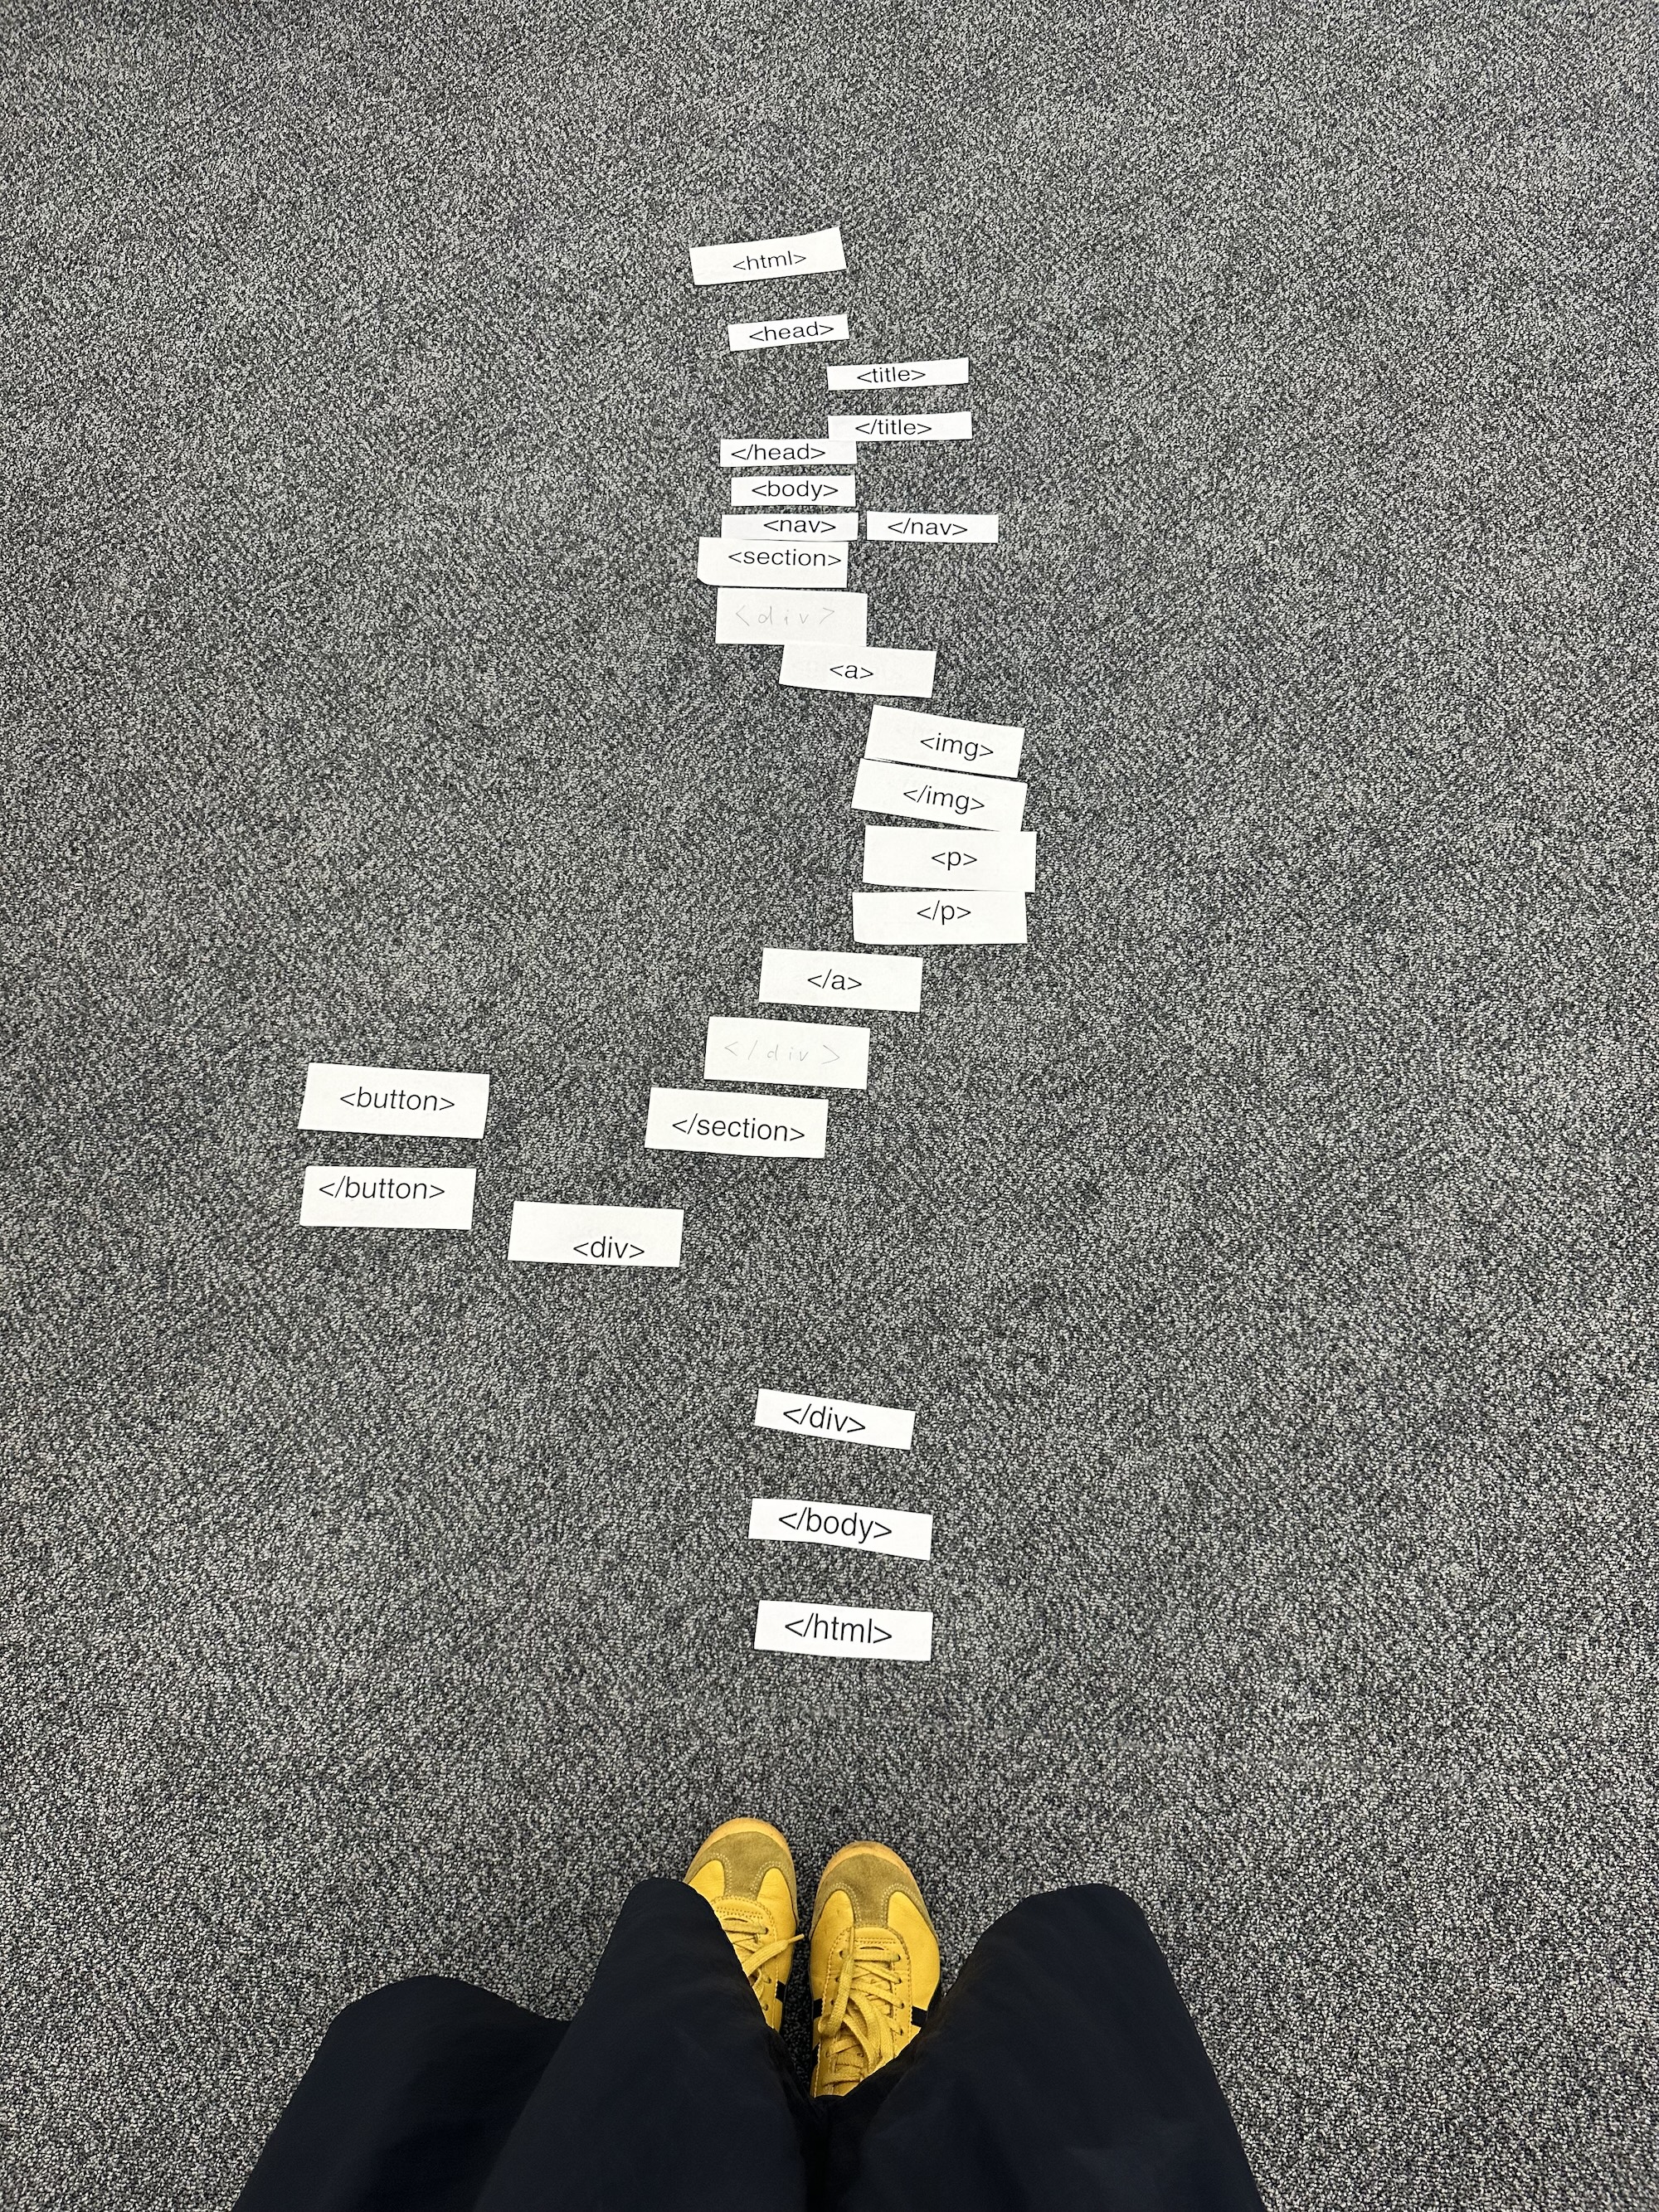 <html>
<head>
<title>
</title>
</head>
<body>
<nav> </nav>
<section>
<div>
<a>
<img>
</img>
<p>
</p>
</a>
</div>
<button>
</section>
</button>
<div>
</div>
</body>
</html>